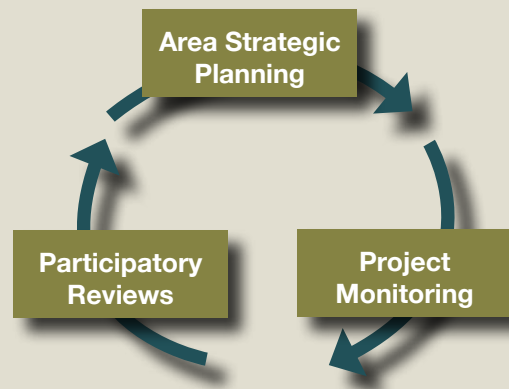 Area Strategic
Planning
Participatory
Reviews
Project
Monitoring